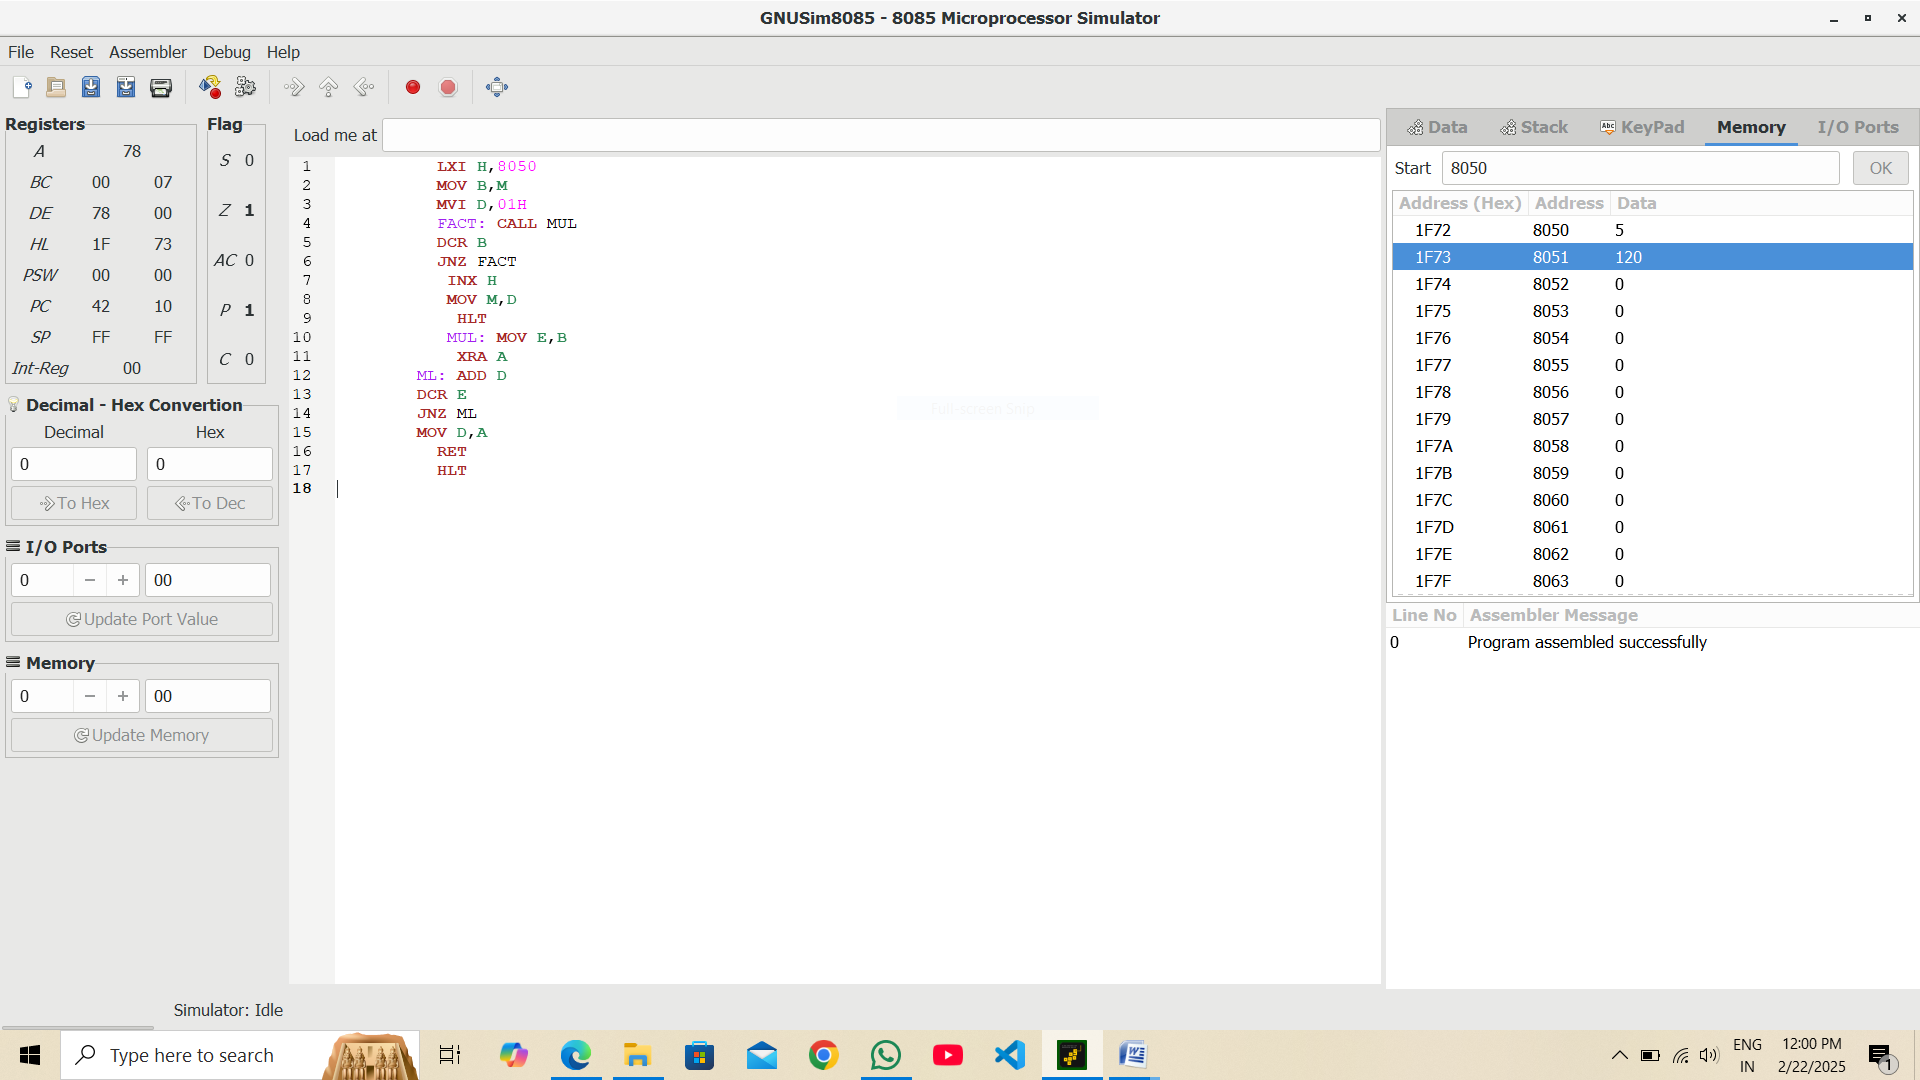 GNUSim8085 - 8085 Microprocessor Simulator
File Reset Assembler Debug Help
Registers
A 78
BC 00 07
DE 78 00
HL 1F 73
PSW 00 00
PC 42 10
SP FF FF
Int-Reg 00
Flag
S 0
Z 1
AC 0
P 1
C 0
Decimal - Hex Convertion
Decimal Hex
0 0
To Hex To Dec
I/O Ports
0 − + 00
Update Port Value
Memory
0 − + 00
Update Memory
Load me at
1 LXI H,8050
2 MOV B,M
3 MVI D,01H
4 FACT: CALL MUL
5 DCR B
6 JNZ FACT
7 INX H
8 MOV M,D
9 HLT
10 MUL: MOV E,B
11 XRA A
12 ML: ADD D
13 DCR E
14 JNZ ML
15 MOV D,A
16 RET
17 HLT
18
Data Stack Abc KeyPad Memory I/O Ports
Start 8050 OK
Address (Hex) Address Data
1F72 8050 5
1F73 8051 120
1F74 8052 0
1F75 8053 0
1F76 8054 0
1F77 8055 0
1F78 8056 0
1F79 8057 0
1F7A 8058 0
1F7B 8059 0
1F7C 8060 0
1F7D 8061 0
1F7E 8062 0
1F7F 8063 0
Line No Assembler Message
0 Program assembled successfully
Full-screen Snip
Simulator: Idle
Type here to search
ENG
IN
12:00 PM
2/22/2025
1